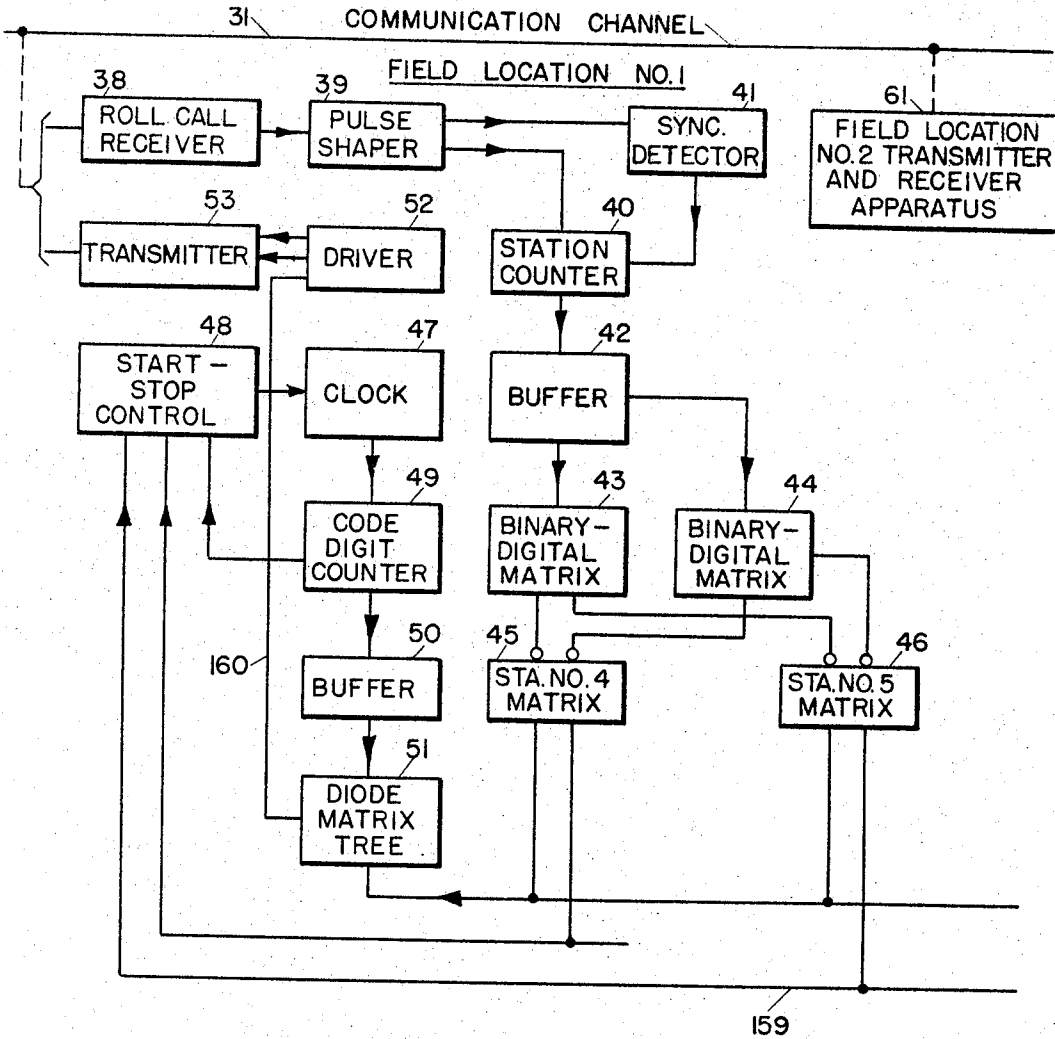 31
COMMUNICATION CHANNEL
FIELD LOCATION NO.1
38
ROLL CALL
RECEIVER
39
PULSE
SHAPER
41
SYNC.
DETECTOR
61
FIELD LOCATION
NO.2 TRANSMITTER
AND RECEIVER
APPARATUS
53
TRANSMITTER
52
DRIVER
40
STATION
COUNTER
48
START-
STOP
CONTROL
47
CLOCK
42
BUFFER
49
CODE
DIGIT
COUNTER
43
BINARY-
DIGITAL
MATRIX
44
BINARY-
DIGITAL
MATRIX
160
50
BUFFER
45
STA. NO. 4
MATRIX
46
STA. NO. 5
MATRIX
51
DIODE
MATRIX
TREE
159